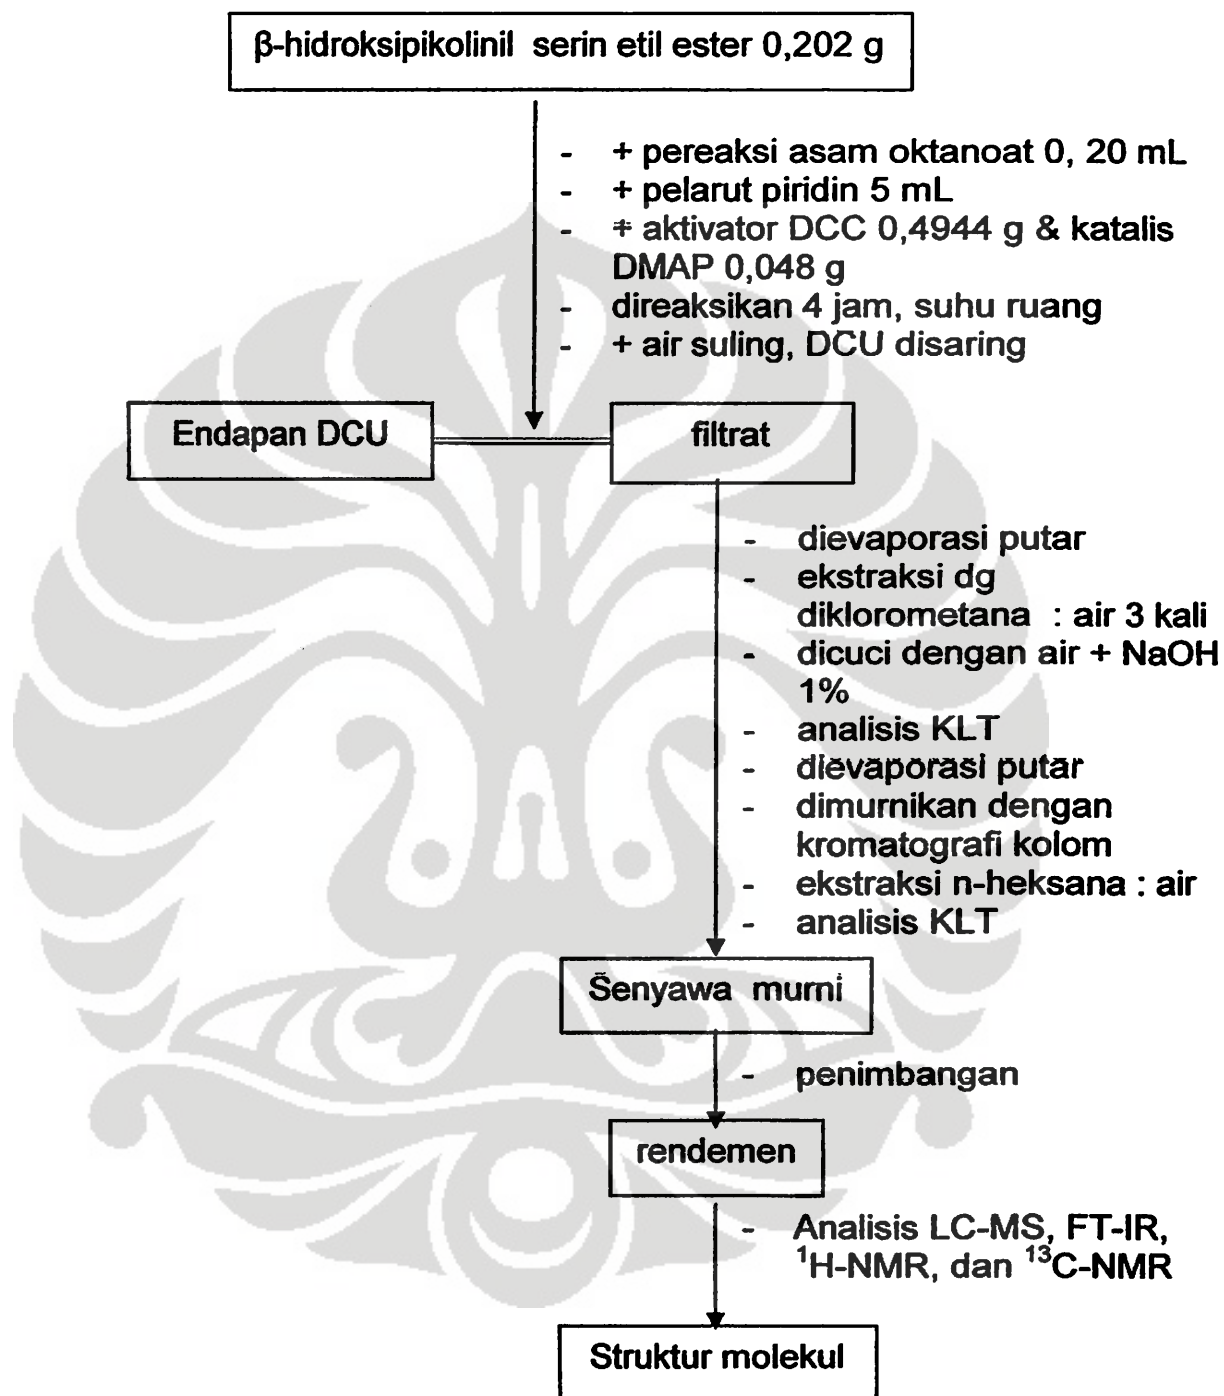 β-hidroksipikolinil serin etil ester 0,202 g
- + pereaksi asam oktanoat 0, 20 mL
- + pelarut piridin 5 mL
- + aktivator DCC 0,4944 g & katalis
DMAP 0,048 g
- direaksikan 4 jam, suhu ruang
- + air suling, DCU disaring
Endapan DCU
filtrat
- dievaporasi putar
- ekstraksi dg
diklorometana : air 3 kali
- dicuci dengan air + NaOH
1%
- analisis KLT
- dievaporasi putar
- dimurnikan dengan
kromatografi kolom
- ekstraksi n-heksana : air
- analisis KLT
Senyawa murni
- penimbangan
rendemen
- Analisis LC-MS, FT-IR,
¹H-NMR, dan ¹³C-NMR
Struktur molekul